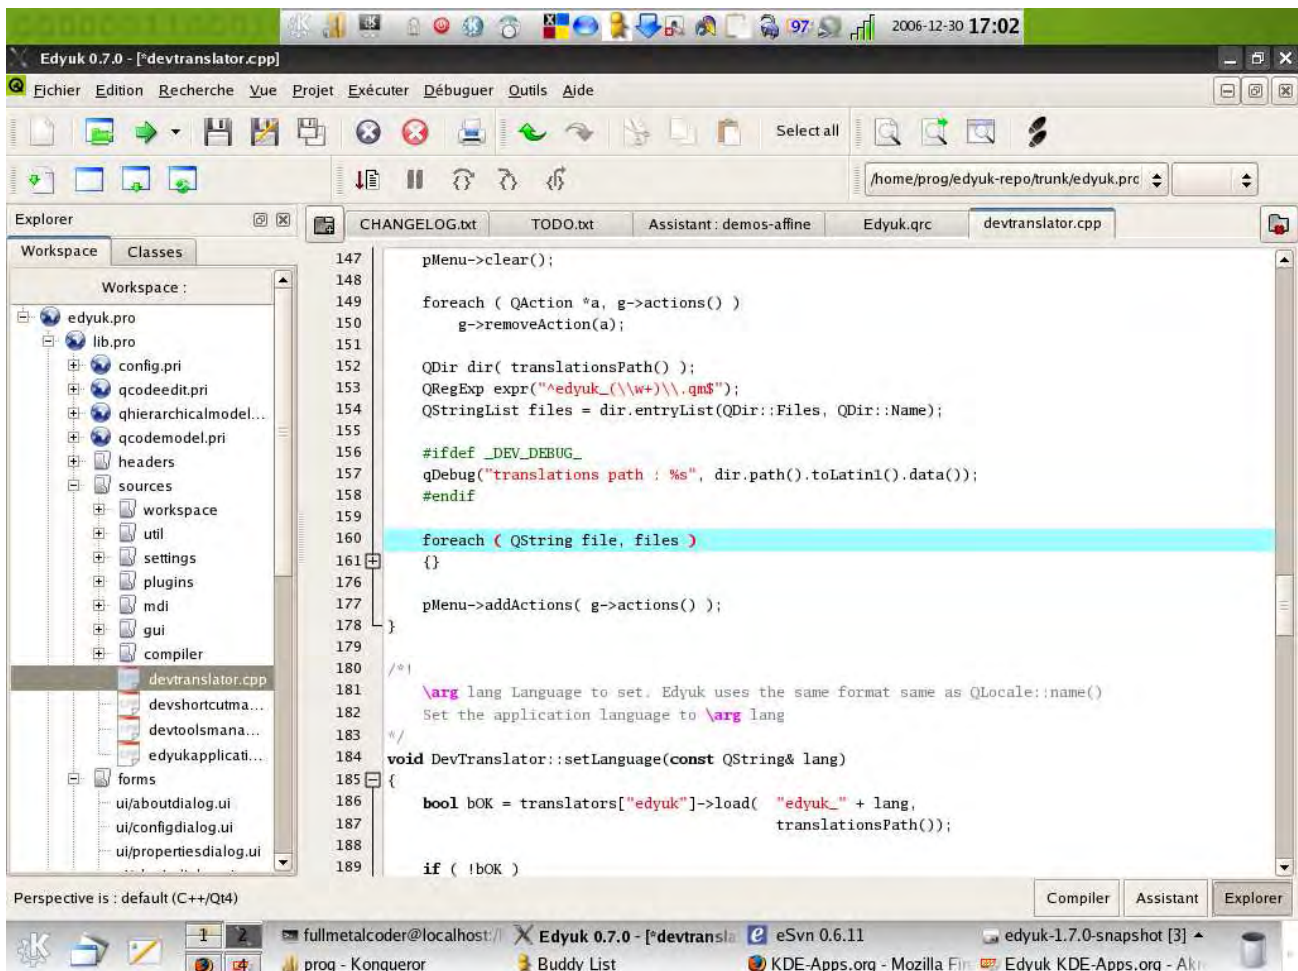 97 2006-12-30 17:02
Edyuk 0.7.0 - [*devtranslator.cpp]
Fichier Edition Recherche Vue Projet Exécuter Débuguer Outils Aide
Select all
/home/prog/edyuk-repo/trunk/edyuk.prc
Explorer
CHANGELOG.txt TODO.txt Assistant : demos-affine Edyuk.qrc devtranslator.cpp
Workspace Classes
Workspace :
edyuk.pro
lib.pro
config.pri
qcodeedit.pri
qhierarchicalmodel...
qcodemodel.pri
headers
sources
workspace
util
settings
plugins
mdi
gui
compiler
devtranslator.cpp
devshortcutma...
devtoolsmana...
edyukapplicati...
forms
ui/aboutdialog.ui
ui/configdialog.ui
ui/propertiesdialog.ui
147 pMenu->clear();
148
149 foreach ( QAction *a, g->actions() )
150 g->removeAction(a);
151
152 QDir dir( translationsPath() );
153 QRegExp expr("^edyuk_(\\w+)\\.qm$");
154 QStringList files = dir.entryList(QDir::Files, QDir::Name);
155
156 #ifdef _DEV_DEBUG_
157 qDebug("translations path : %s", dir.path().toLatin1().data());
158 #endif
159
160 foreach ( QString file, files )
161 {}
176
177 pMenu->addActions( g->actions() );
178 }
179
180 /*!
181 \arg lang Language to set. Edyuk uses the same format same as QLocale::name()
182 Set the application language to \arg lang
183 */
184 void DevTranslator::setLanguage(const QString& lang)
185 {
186 bool bOK = translators["edyuk"]->load( "edyuk_" + lang,
187 translationsPath());
188
189 if ( !bOK )
Perspective is : default (C++/Qt4)
Compiler Assistant Explorer
1 2 fullmetalcoder@localhost:/ Edyuk 0.7.0 - [*devtransla eSvn 0.6.11 edyuk-1.7.0-snapshot [3]
4 prog - Konqueror Buddy List KDE-Apps.org - Mozilla Fir Edyuk KDE-Apps.org - Akr